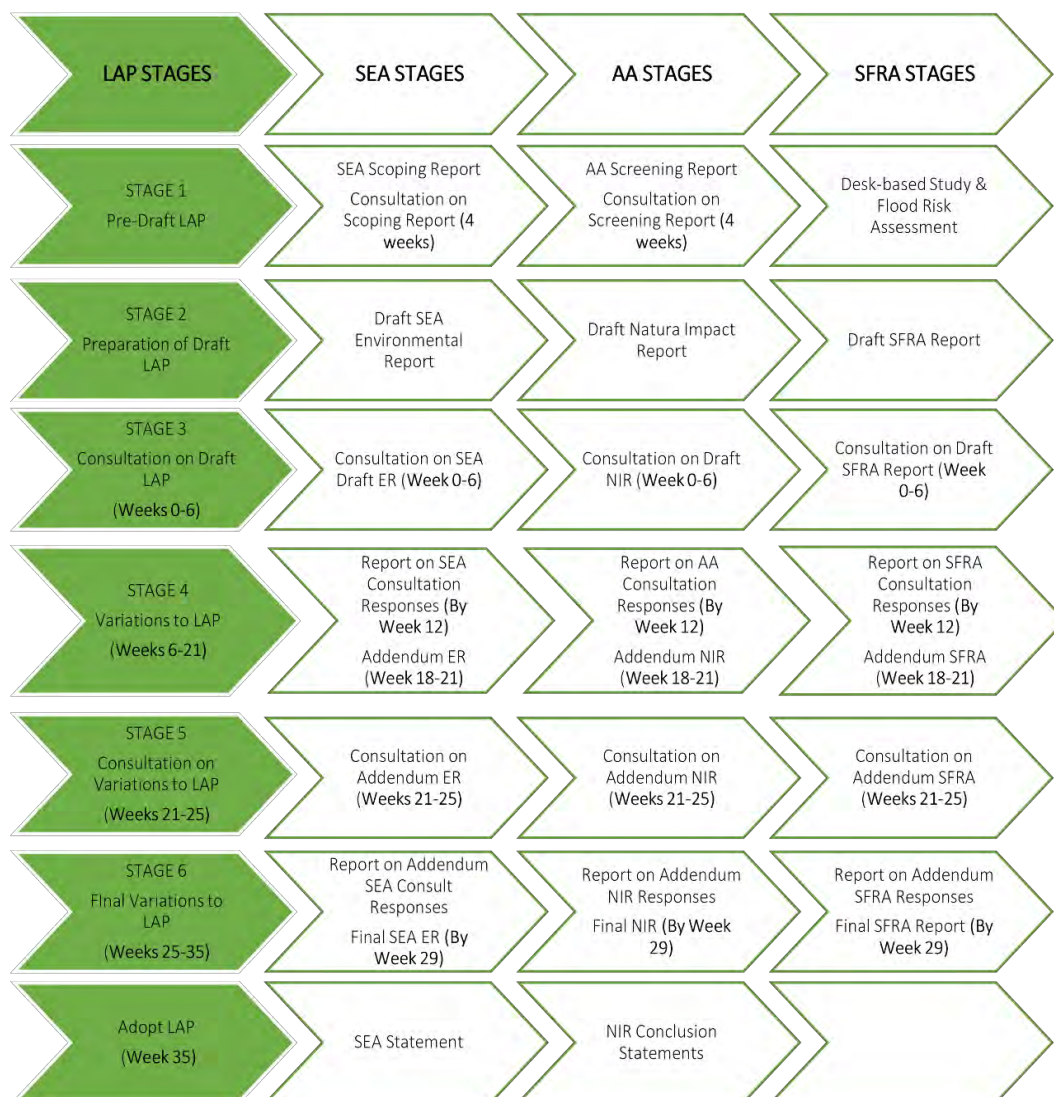 LAP STAGES
SEA STAGES
AA STAGES
SFRA STAGES
STAGE 1
Pre-Draft LAP
SEA Scoping Report
Consultation on
Scoping Report (4
weeks)
AA Screening Report
Consultation on
Screening Report (4
weeks)
Desk-based Study &
Flood Risk
Assessment
STAGE 2
Preparation of Draft
LAP
Draft SEA
Environmental
Report
Draft Natura Impact
Report
Draft SFRA Report
STAGE 3
Consultation on Draft
LAP
(Weeks 0-6)
Consultation on SEA
Draft ER (Week 0-6)
Consultation on Draft
NIR (Week 0-6)
Consultation on Draft
SFRA Report (Week
0-6)
STAGE 4
Variations to LAP
(Weeks 6-21)
Report on SEA
Consultation
Responses (By
Week 12)
Addendum ER
(Week 18-21)
Report on AA
Consultation
Responses (By
Week 12)
Addendum NIR
(Week 18-21)
Report on SFRA
Consultation
Responses (By
Week 12)
Addendum SFRA
(Week 18-21)
STAGE 5
Consultation on
Variations to LAP
(Weeks 21-25)
Consultation on
Addendum ER
(Weeks 21-25)
Consultation on
Addendum NIR
(Weeks 21-25)
Consultation on
Addendum SFRA
(Weeks 21-25)
STAGE 6
FInal Variations to
LAP
(Weeks 25-35)
Report on Addendum
SEA Consult
Responses
Final SEA ER (By
Week 29)
Report on Addendum
NIR Responses
Final NIR (By Week
29)
Report on Addendum
SFRA Responses
Final SFRA Report (By
Week 29)
Adopt LAP
(Week 35)
SEA Statement
NIR Conclusion
Statements